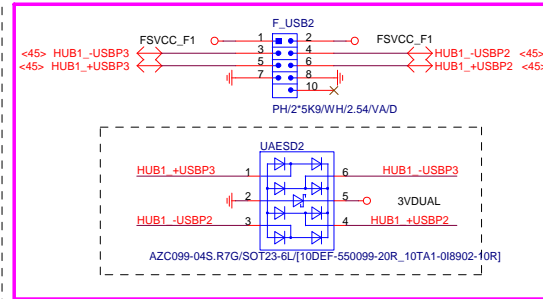 F_USB2
FSVCC_F1 1 2 FSVCC_F1
<45> HUB1_-USBP3 3 4 HUB1_-USBP2 <45>
<45> HUB1_+USBP3 5 6 HUB1_+USBP2 <45>
7 8
10
PH/2*5K9/WH/2.54/VA/D
UAESD2
HUB1_+USBP3 1 6 HUB1_-USBP3
2 5 3VDUAL
HUB1_-USBP2 3 4 HUB1_+USBP2
AZC099-04S.R7G/SOT23-6L/[10DEF-550099-20R_10TA1-0I8902-10R]